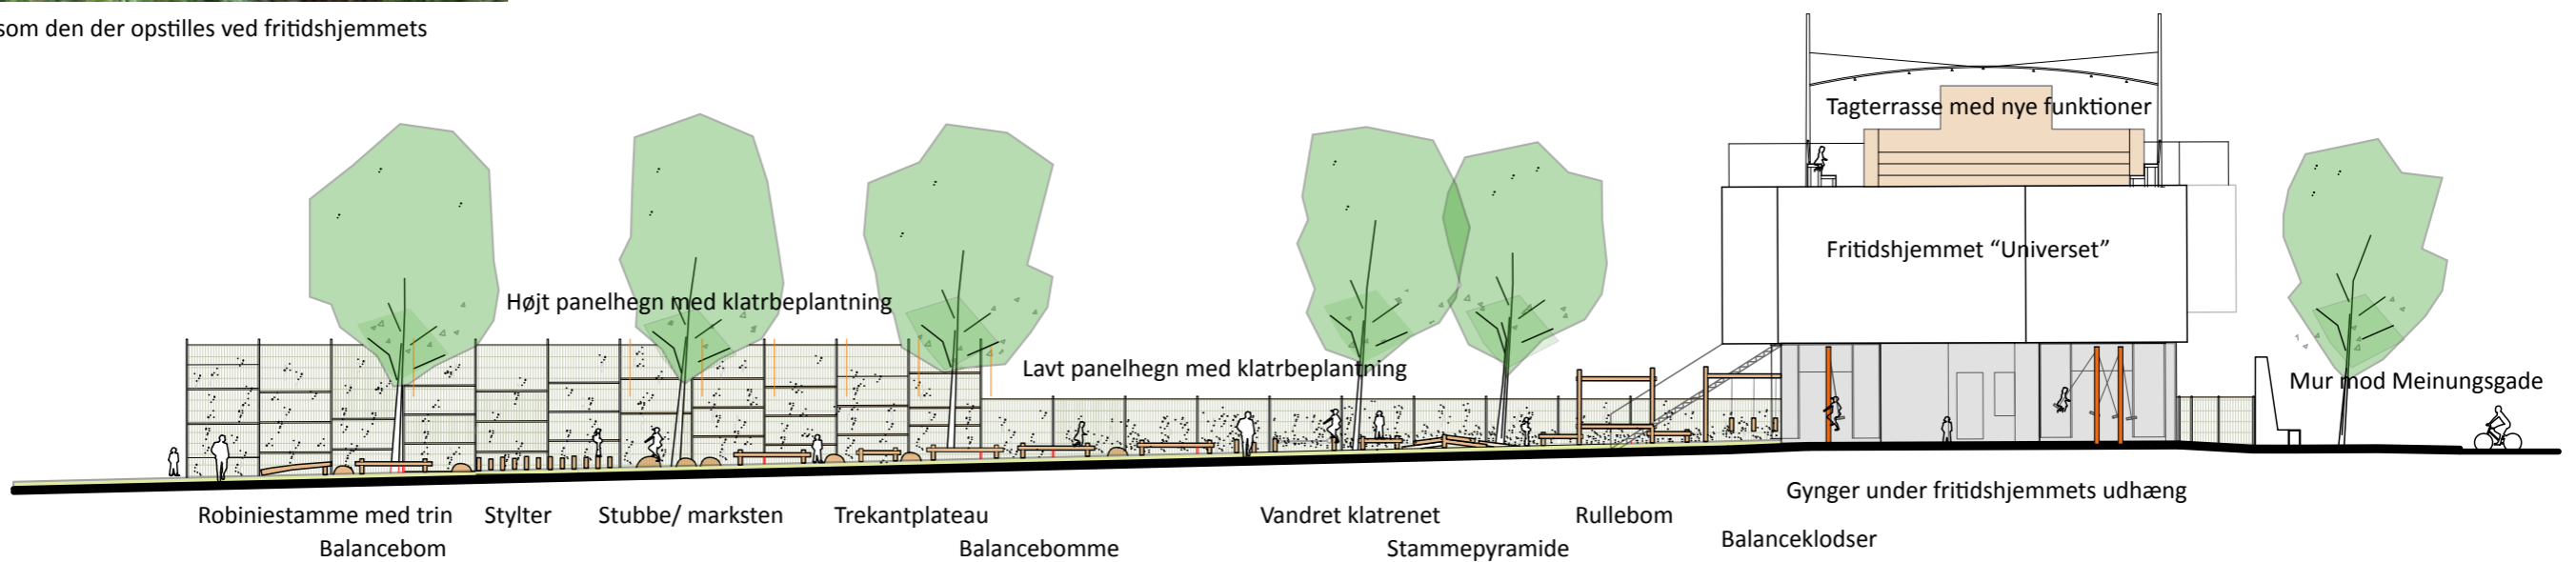 som den der opstilles ved fritidshjemmets
Tagterrasse med nye funktioner
Fritidshjemmet “Universet”
Højt panelhegn med klatrbeplantning
Lavt panelhegn med klatrbeplantning
Mur mod Meinungsgade
Gynger under fritidshjemmets udhæng
Robiniestamme med trin
Stylter
Stubbe/ marksten
Trekantplateau
Vandret klatrenet
Rullebom
Balancebom
Balancebomme
Stammepyramide
Balanceklodser